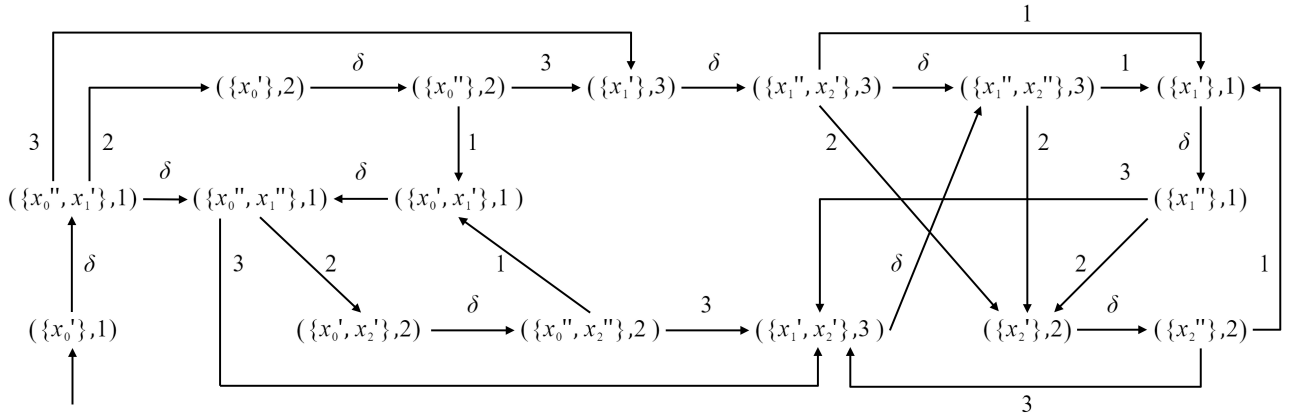 1
δ 3 δ δ 1
({x₀'},2) ({x₀''},2) ({x₁'},3) ({x₁'',x₂'},3) ({x₁'',x₂''},3) ({x₁'},1)
3 2 1 2 2 δ
δ δ 3
({x₀'',x₁'},1) ({x₀'',x₁''},1) ({x₀',x₁'},1) ({x₁''},1)
δ 3 2 1 δ 2 1
δ 3 δ
({x₀'},1) ({x₀',x₂'},2) ({x₀'',x₂''},2) ({x₁',x₂'},3) ({x₂'},2) ({x₂''},2)
3